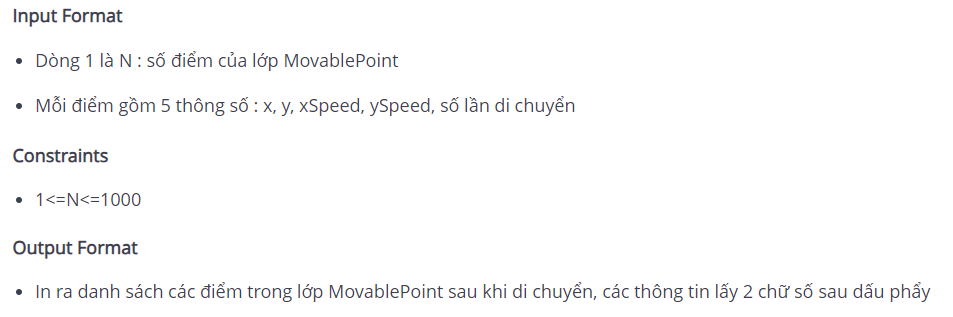 Input Format
• Dòng 1 là N : số điểm của lớp MovablePoint
• Mỗi điểm gồm 5 thông số : x, y, xSpeed, ySpeed, số lần di chuyển
Constraints
• 1<=N<=1000
Output Format
• In ra danh sách các điểm trong lớp MovablePoint sau khi di chuyển, các thông tin lấy 2 chữ số sau dấu phẩy